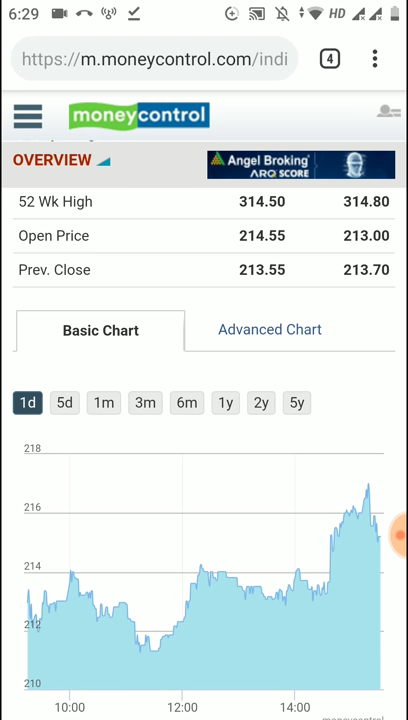 6:29 HD
https://m.moneycontrol.com/indi 4
moneycontrol
OVERVIEW Angel Broking
ARQ SCORE
52 Wk High 314.50 314.80
Open Price 214.55 213.00
Prev. Close 213.55 213.70
Basic Chart Advanced Chart
1d 5d 1m 3m 6m 1y 2y 5y
218
216
214
212
210
10:00 12:00 14:00
moneycontrol